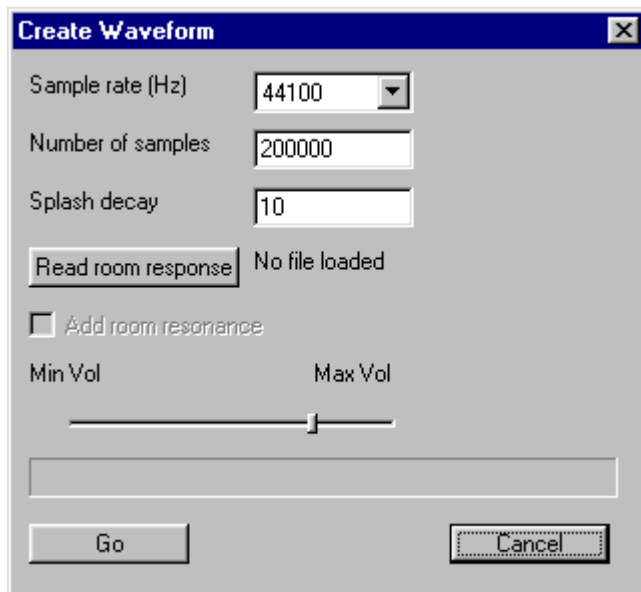 Create Waveform
Sample rate (Hz) 44100
Number of samples 200000
Splash decay 10
Read room response No file loaded
Add room resonance
Min Vol Max Vol
Go Cancel